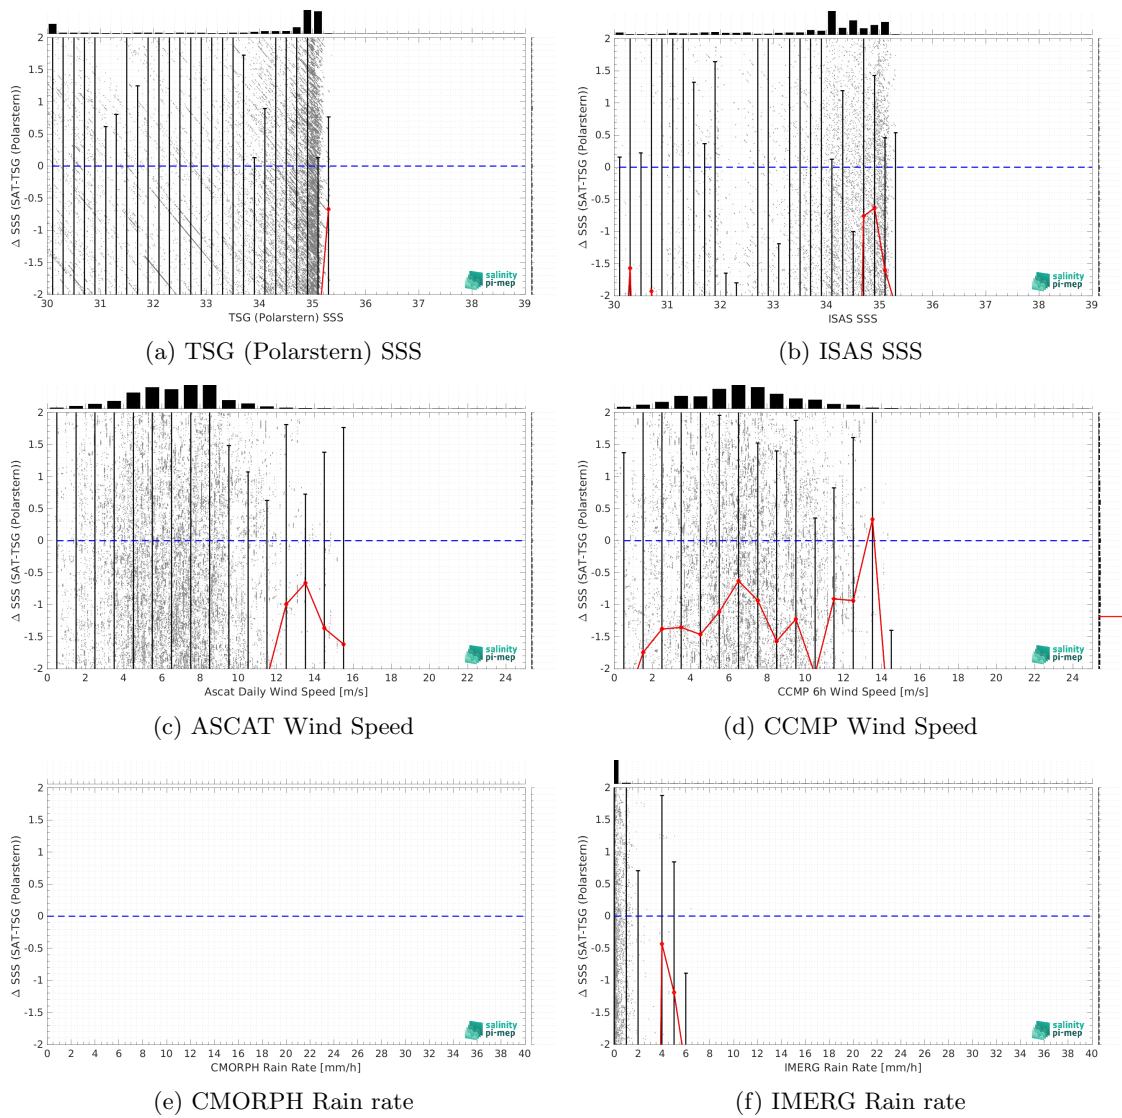 2
1.5
1
0.5
0
-0.5
-1
-1.5
-2
Δ SSS (SAT-TSG (Polarstern))
30 31 32 33 34 35 36 37 38 39
TSG (Polarstern) SSS
salinity
pi-mep
(a) TSG (Polarstern) SSS
2
1.5
1
0.5
0
-0.5
-1
-1.5
-2
Δ SSS (SAT-TSG (Polarstern))
30 31 32 33 34 35 36 37 38 39
ISAS SSS
salinity
pi-mep
(b) ISAS SSS
2
1.5
1
0.5
0
-0.5
-1
-1.5
-2
Δ SSS (SAT-TSG (Polarstern))
0 2 4 6 8 10 12 14 16 18 20 22 24
Ascat Daily Wind Speed [m/s]
salinity
pi-mep
(c) ASCAT Wind Speed
2
1.5
1
0.5
0
-0.5
-1
-1.5
-2
Δ SSS (SAT-TSG (Polarstern))
0 2 4 6 8 10 12 14 16 18 20 22 24
CCMP 6h Wind Speed [m/s]
salinity
pi-mep
(d) CCMP Wind Speed
2
1.5
1
0.5
0
-0.5
-1
-1.5
-2
Δ SSS (SAT-TSG (Polarstern))
0 2 4 6 8 10 12 14 16 18 20 22 24 26 28 30 32 34 36 38 40
CMORPH Rain Rate [mm/h]
salinity
pi-mep
(e) CMORPH Rain rate
2
1.5
1
0.5
0
-0.5
-1
-1.5
-2
Δ SSS (SAT-TSG (Polarstern))
0 2 4 6 8 10 12 14 16 18 20 22 24 26 28 30 32 34 36 38 40
IMERG Rain Rate [mm/h]
salinity
pi-mep
(f) IMERG Rain rate